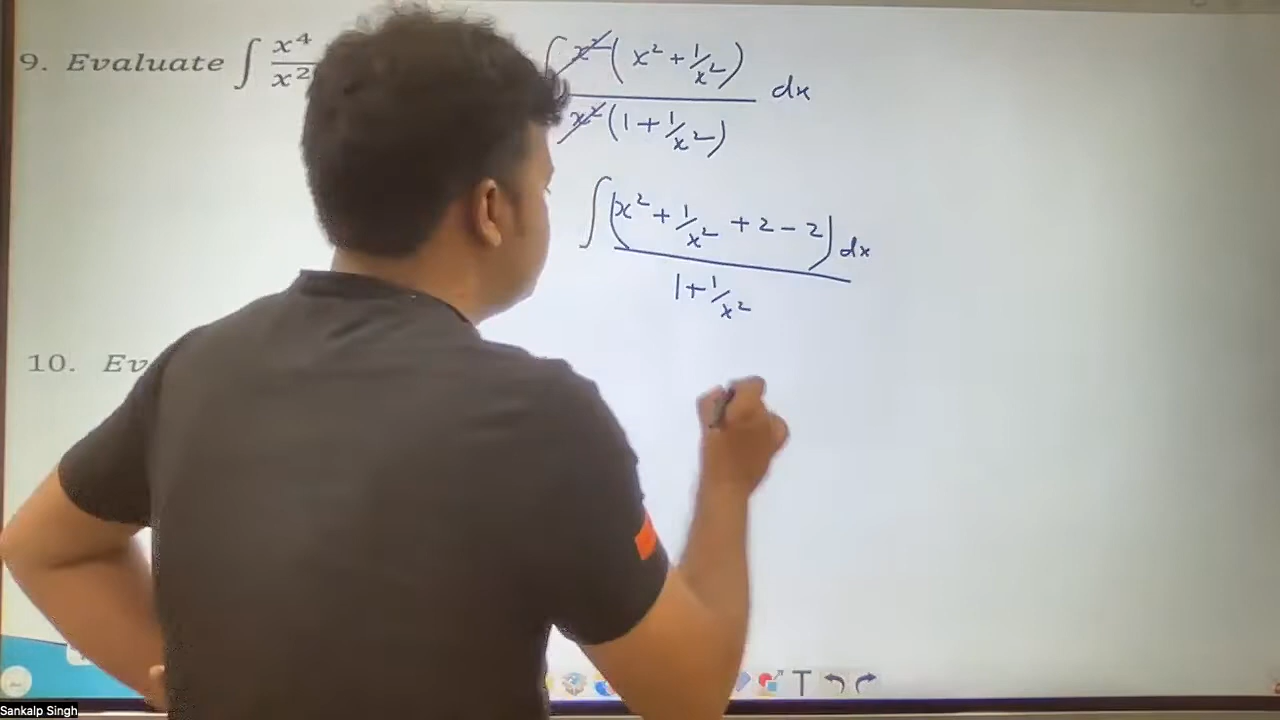 9. Evaluate ∫ x⁴
x²
∫ x²(x² + 1/x²)
x²(1 + 1/x²) dx
∫ (x² + 1/x² + 2 - 2) dx
1 + 1/x²
10. Ev
T
Sankalp Singh